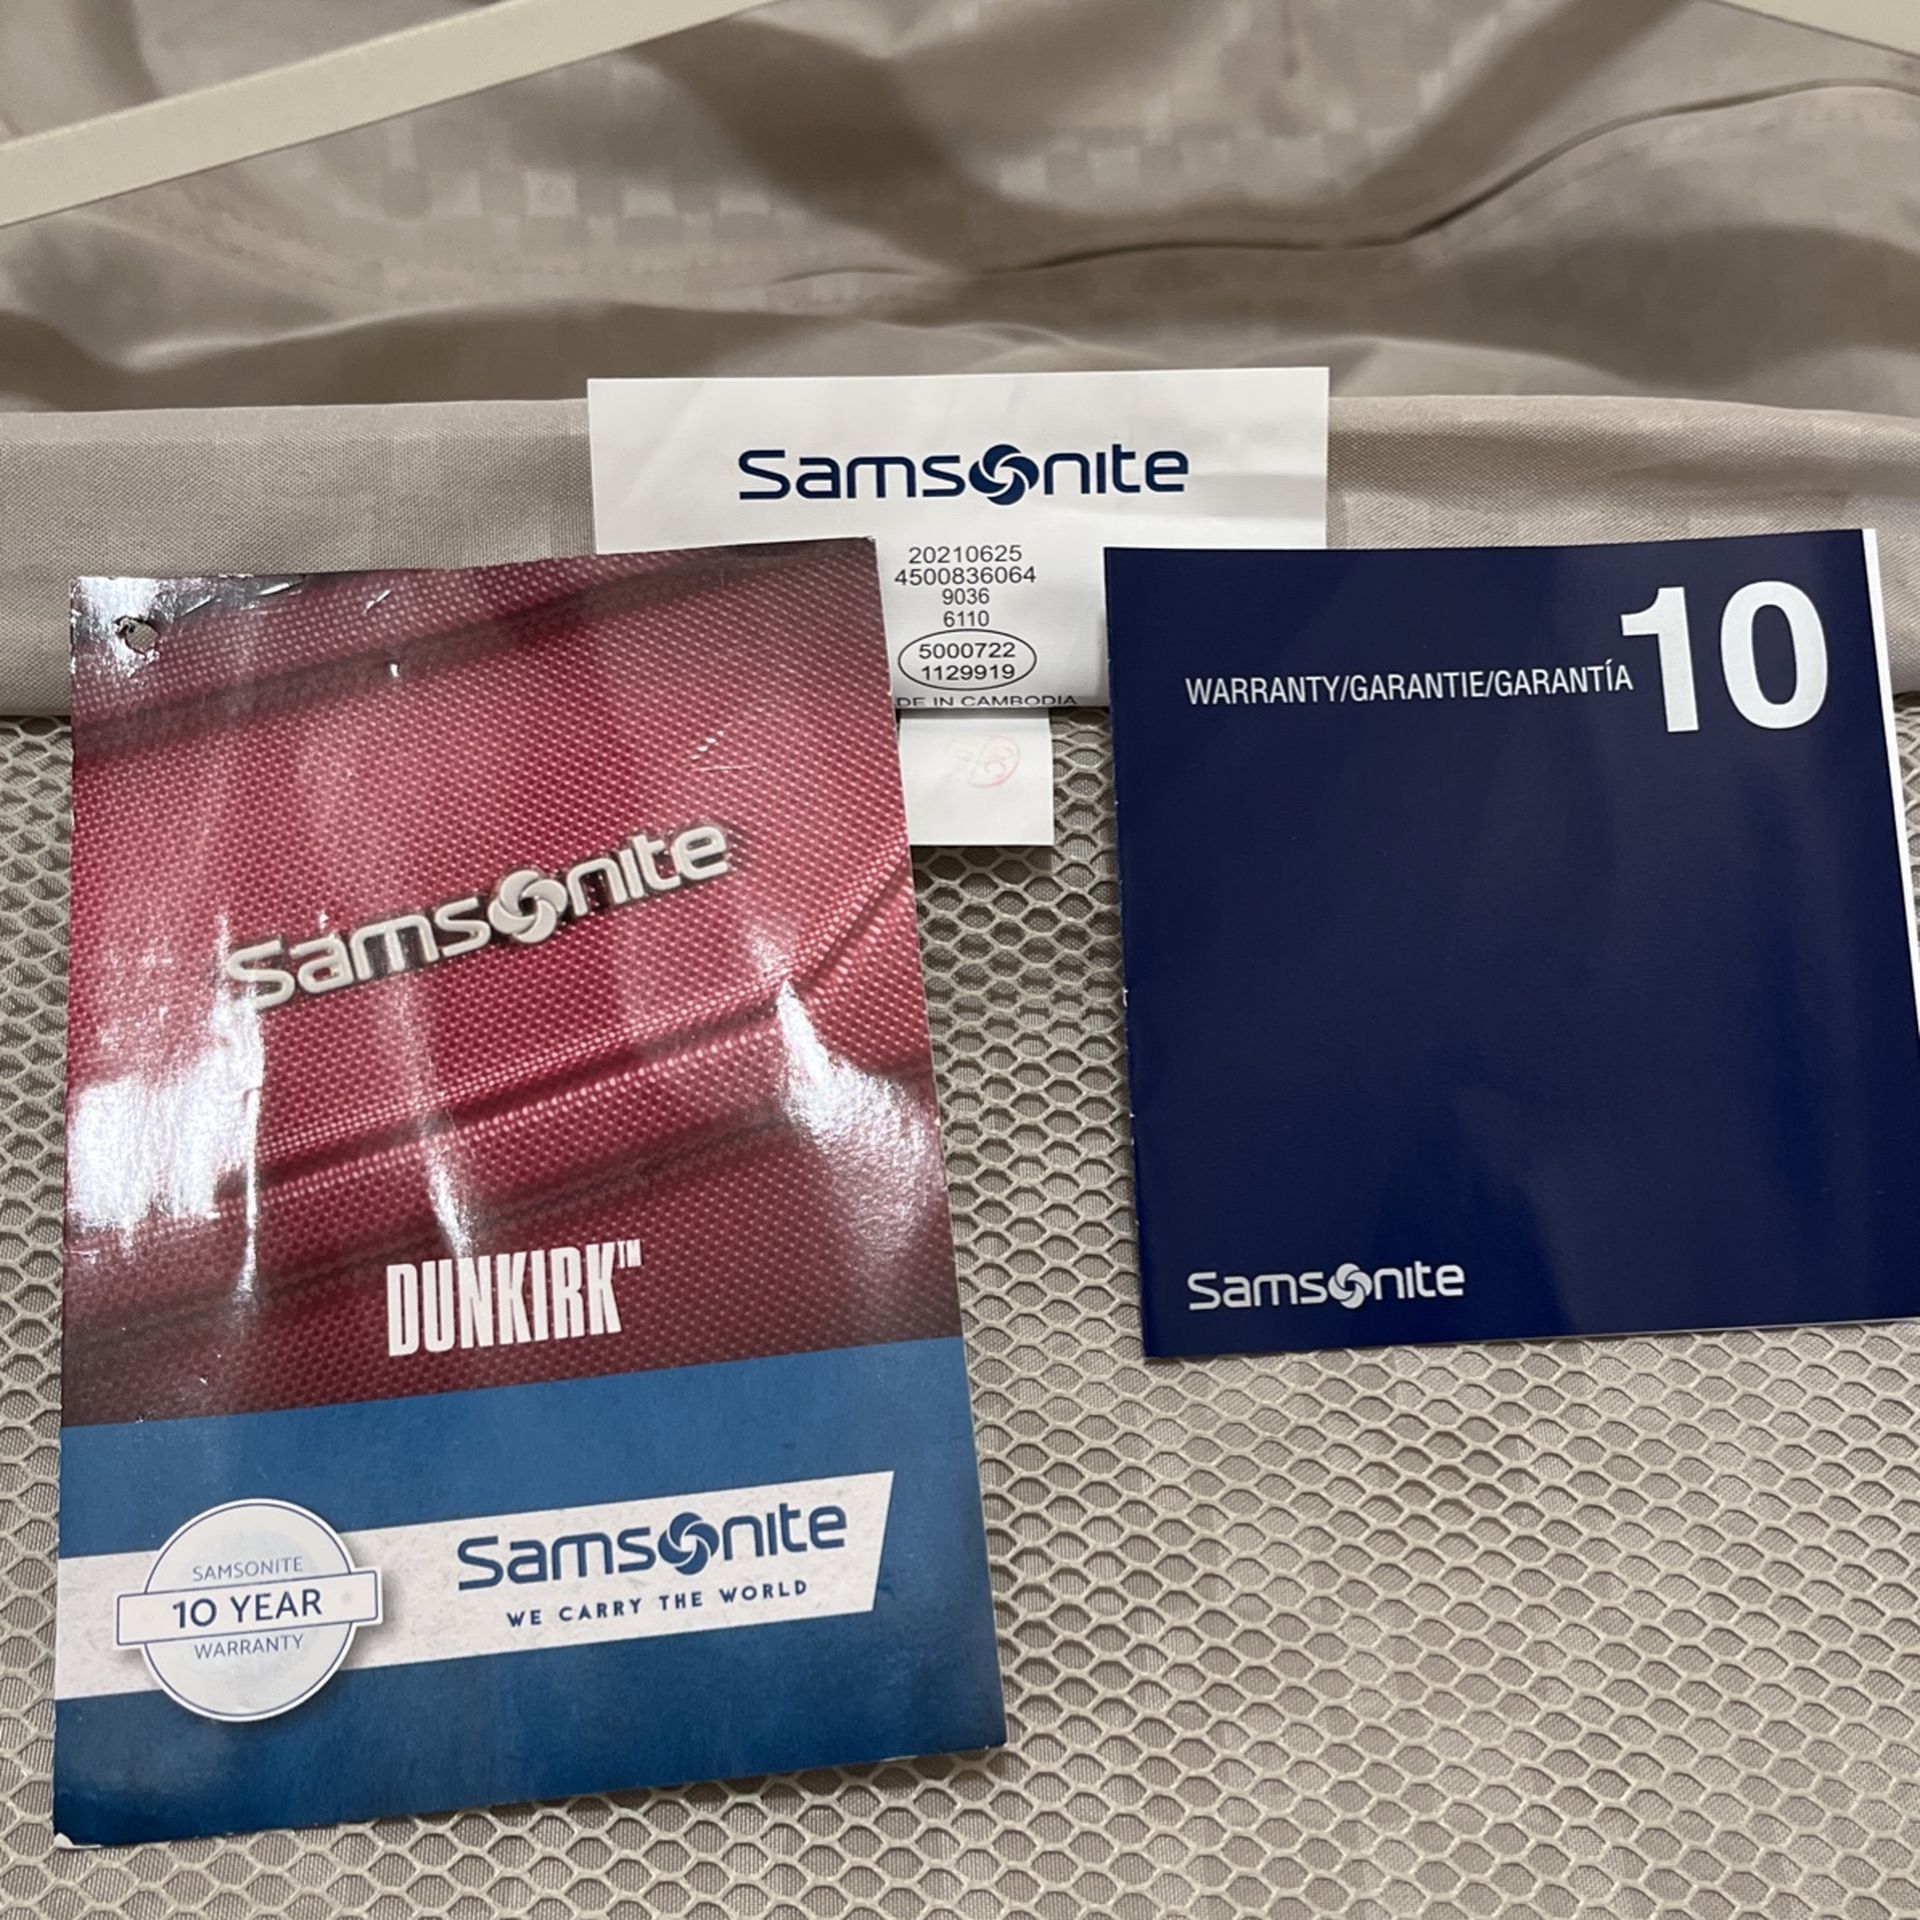 Samsonite
20210625
4500836064
9036
6110
5000722
1129919
DE IN CAMBODIA
Samsonite
DUNKIRK™
SAMSONITE
10 YEAR
WARRANTY
Samsonite
WE CARRY THE WORLD
WARRANTY/GARANTIE/GARANTÍA 10
Samsonite